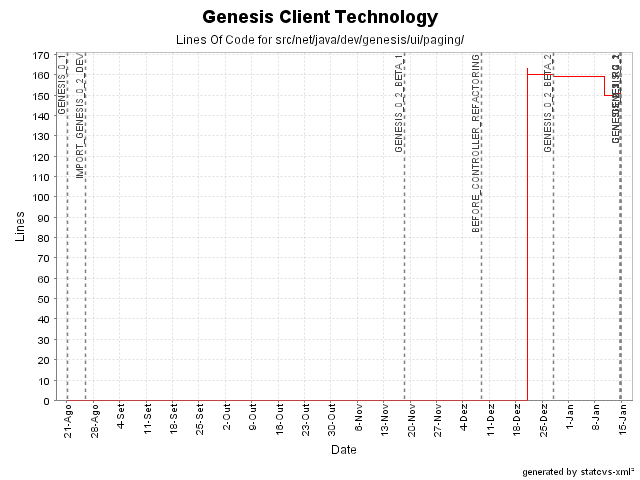 Genesis Client Technology
Lines Of Code for src/net/java/dev/genesis/ui/paging/
Lines
170
160
150
140
130
120
110
100
90
80
70
60
50
40
30
20
10
0
GENESIS_0_1
IMPORT_GENESIS_0_2_DEV
GENESIS_0_2_BETA_1
BEFORE_CONTROLLER_REFACTORING
GENESIS_0_2_BETA_2
21-Ago
28-Ago
4-Set
11-Set
18-Set
25-Set
2-Out
9-Out
16-Out
23-Out
30-Out
6-Nov
13-Nov
20-Nov
27-Nov
4-Dez
11-Dez
18-Dez
25-Dez
1-Jan
8-Jan
15-Jan
Date
generated by statcvs-xml²